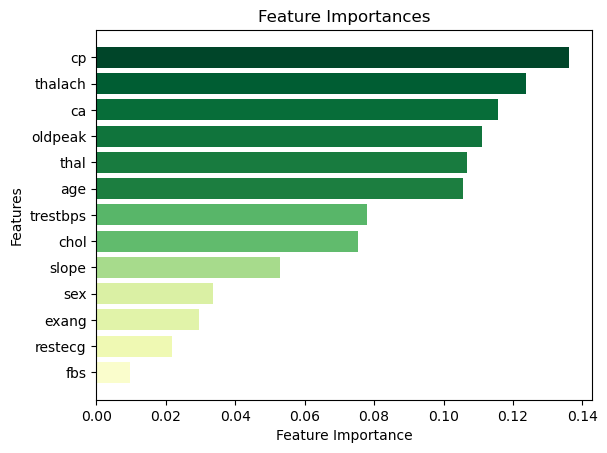 Feature Importances
cp
thalach
ca
oldpeak
thal
age
trestbps
chol
slope
sex
exang
restecg
fbs
Features
0.00 0.02 0.04 0.06 0.08 0.10 0.12 0.14
Feature Importance